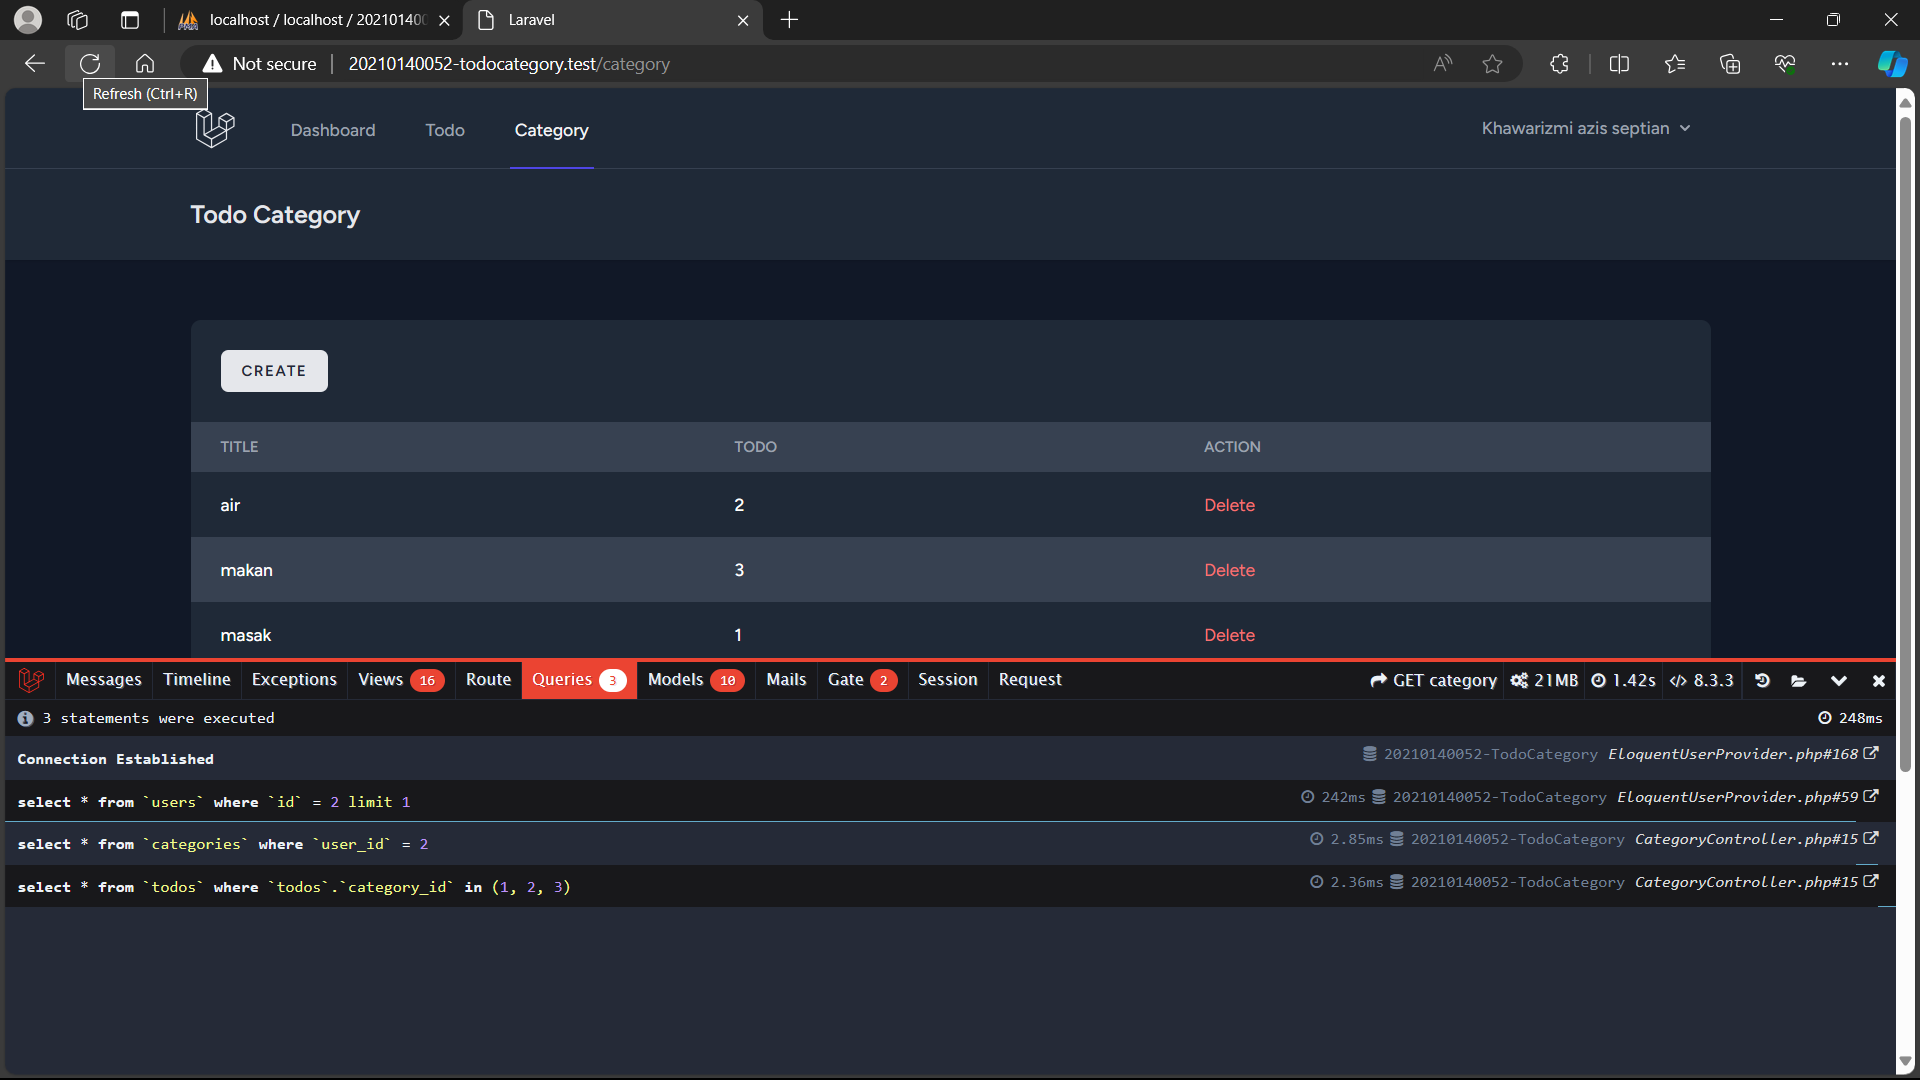 localhost / localhost / 20210140
Laravel
Not secure
20210140052-todocategory.test/category
Refresh (Ctrl+R)
Dashboard
Todo
Category
Khawarizmi azis septian
Todo Category
CREATE
TITLE TODO ACTION
air 2 Delete
makan 3 Delete
masak 1 Delete
Messages Timeline Exceptions Views 16 Route Queries 3 Models 10 Mails Gate 2 Session Request GET category 21MB 1.42s 8.3.3
3 statements were executed 248ms
Connection Established 20210140052-TodoCategory EloquentUserProvider.php#168
select * from `users` where `id` = 2 limit 1 242ms 20210140052-TodoCategory EloquentUserProvider.php#59
select * from `categories` where `user_id` = 2 2.85ms 20210140052-TodoCategory CategoryController.php#15
select * from `todos` where `todos`.`category_id` in (1, 2, 3) 2.36ms 20210140052-TodoCategory CategoryController.php#15